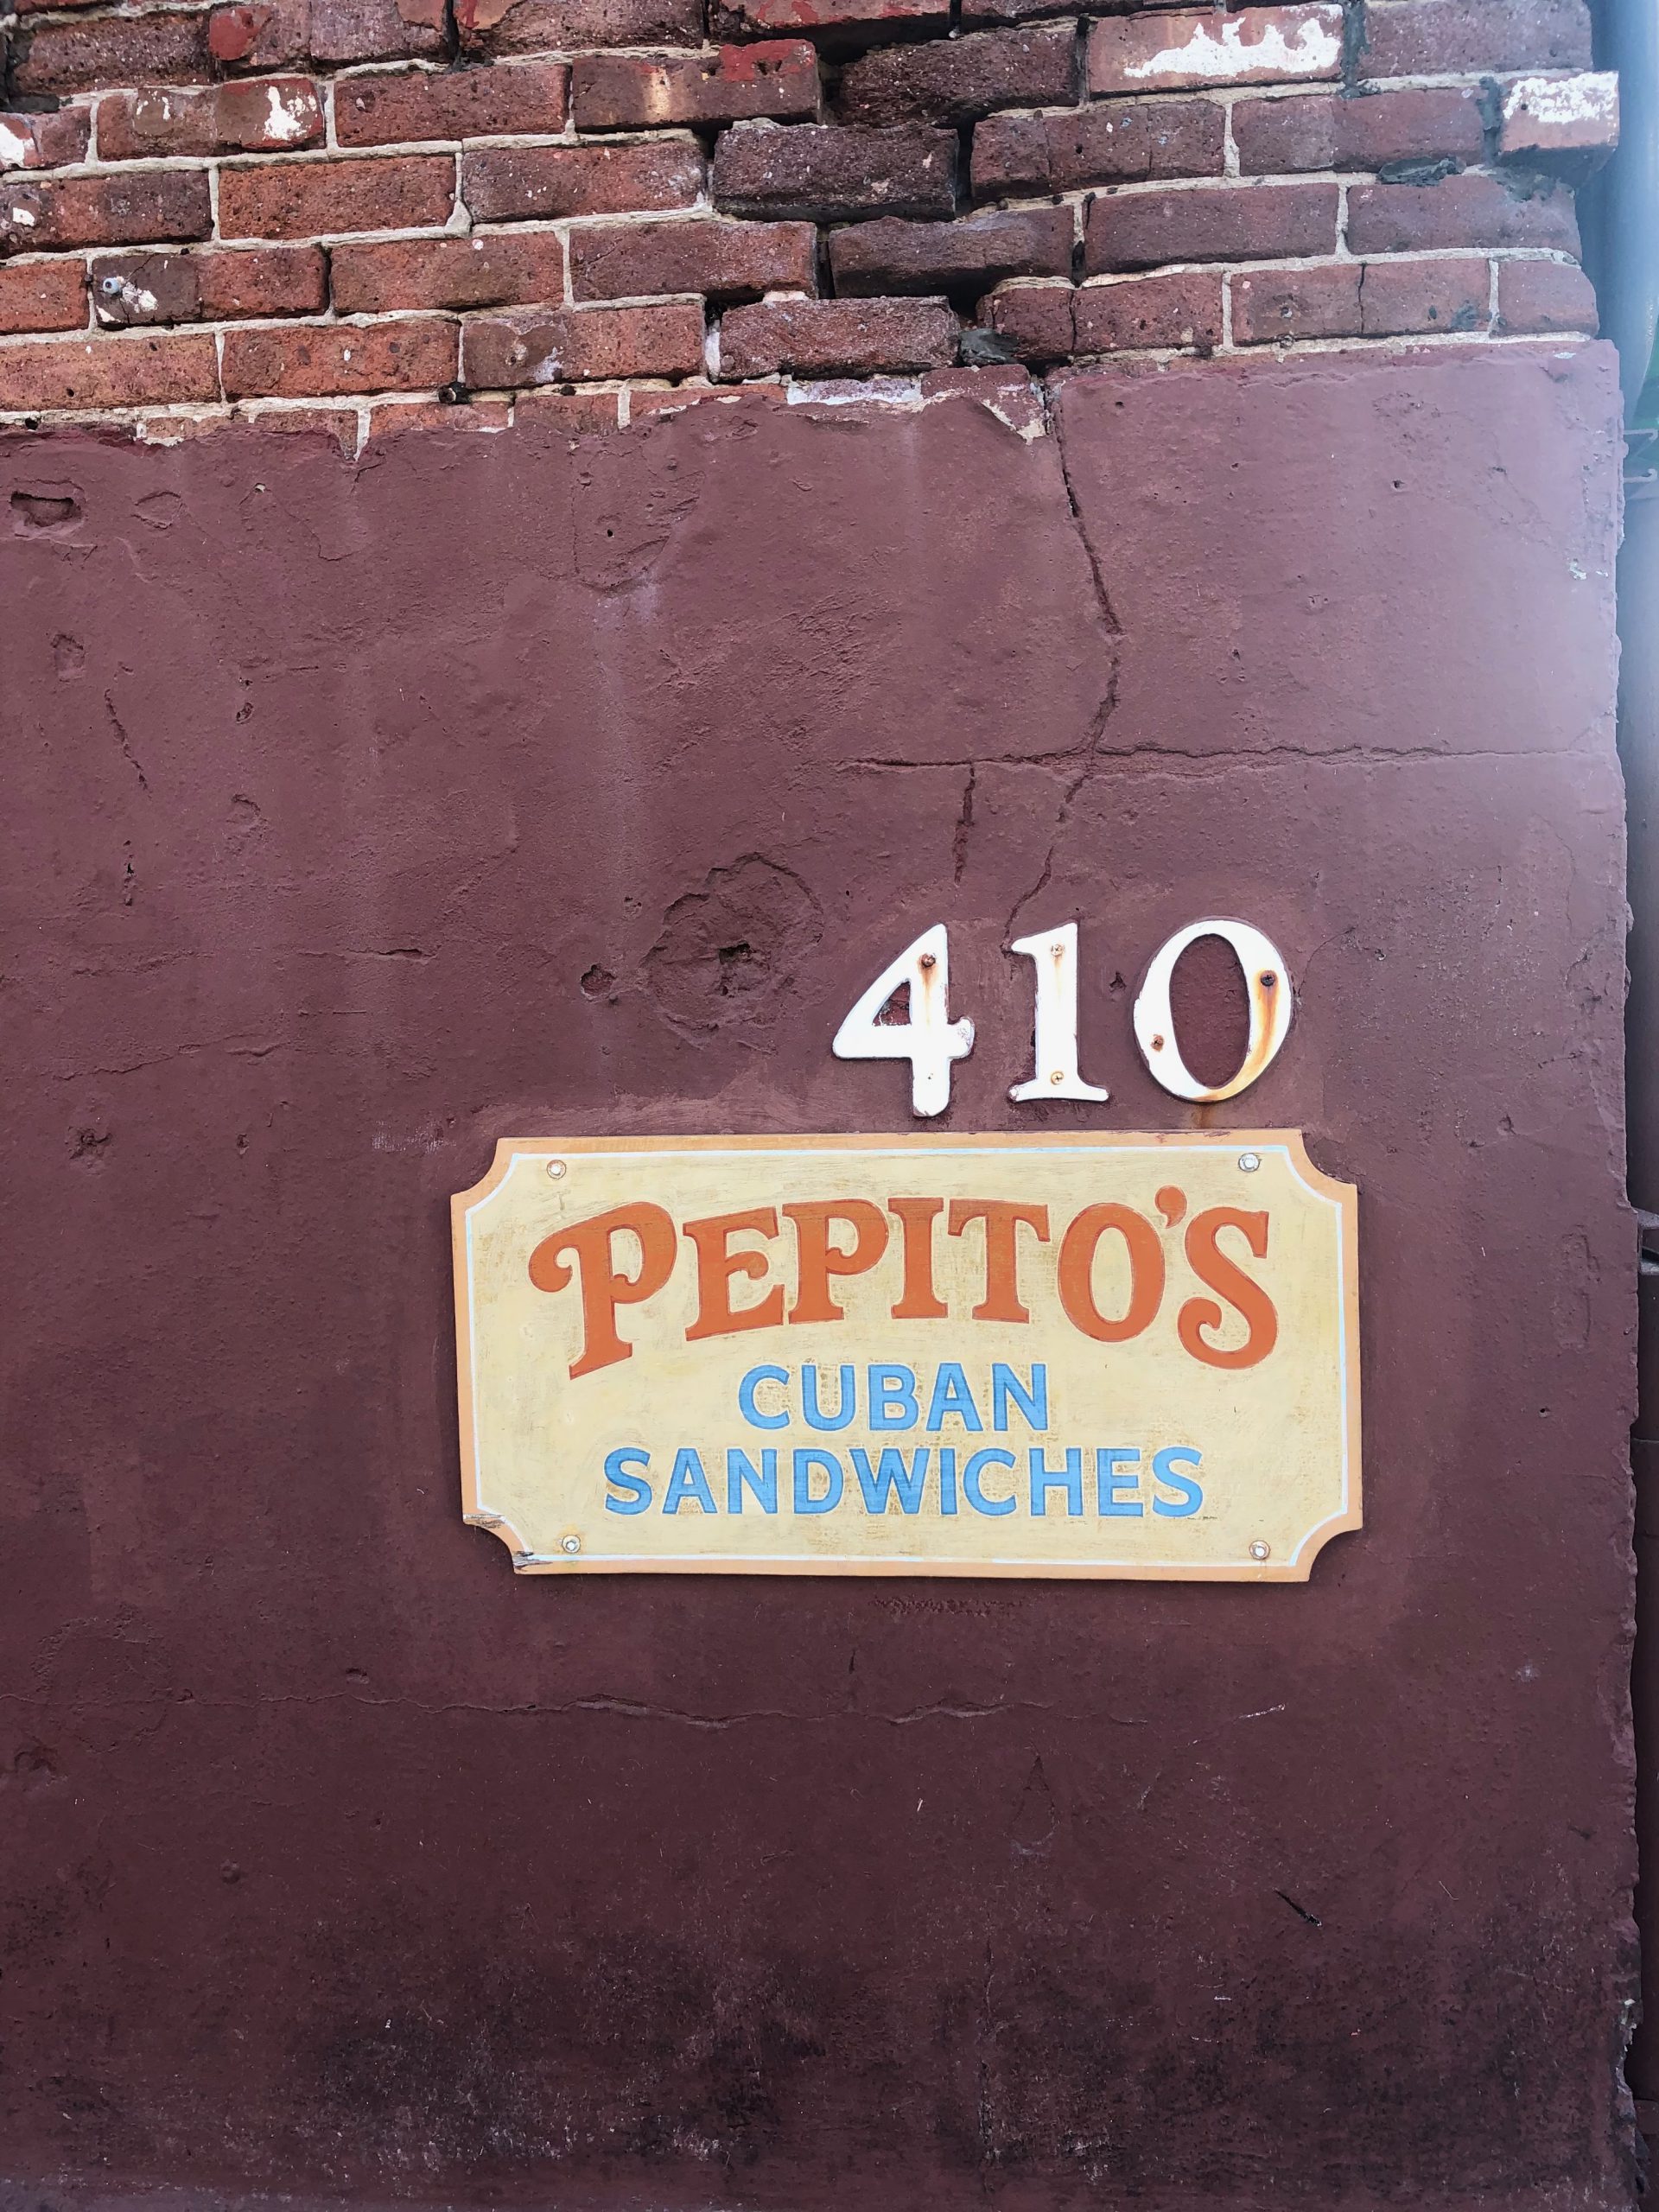 410
PEPITO'S
CUBAN
SANDWICHES